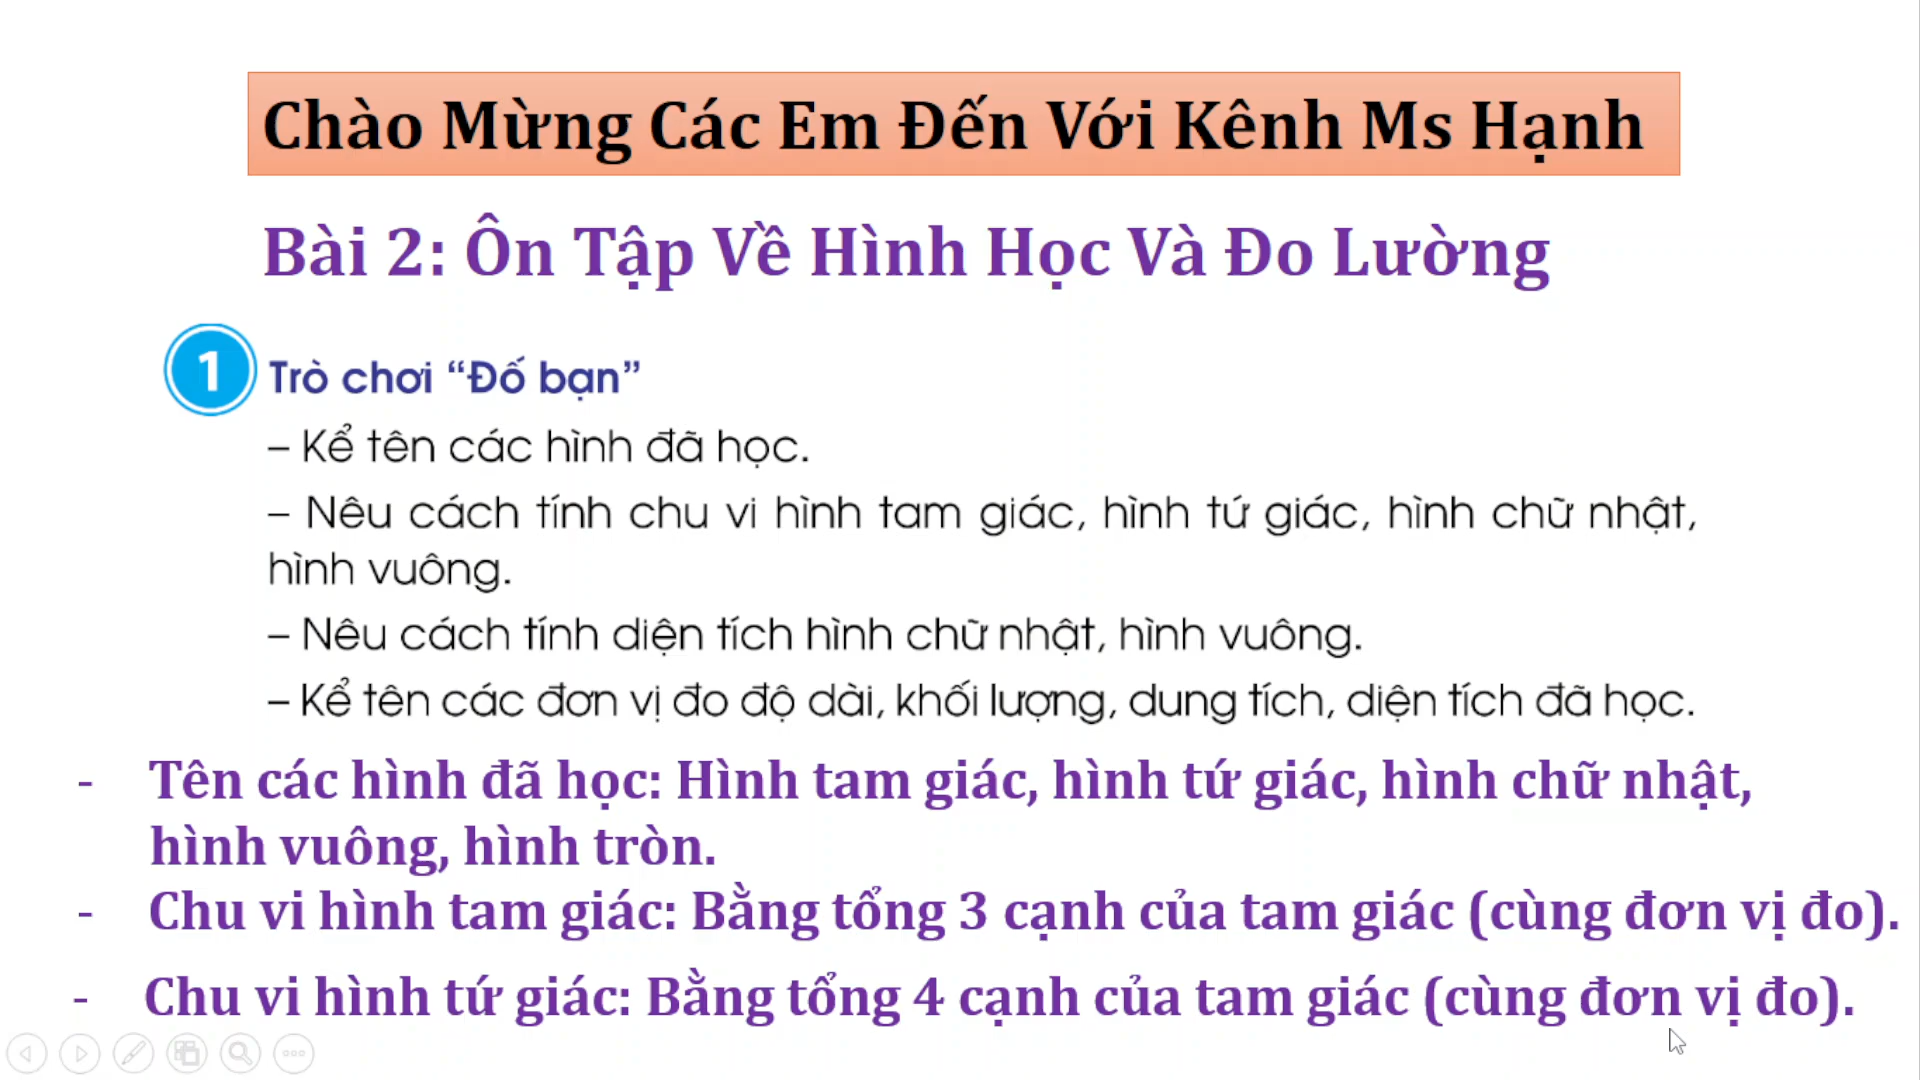 Chào Mừng Các Em Đến Với Kênh Ms Hạnh
Bài 2: Ôn Tập Về Hình Học Và Đo Lường
1 Trò chơi “Đố bạn”
– Kể tên các hình đã học.
– Nêu cách tính chu vi hình tam giác, hình tứ giác, hình chữ nhật,
hình vuông.
– Nêu cách tính diện tích hình chữ nhật, hình vuông.
– Kể tên các đơn vị đo độ dài, khối lượng, dung tích, diện tích đã học.
- Tên các hình đã học: Hình tam giác, hình tứ giác, hình chữ nhật,
hình vuông, hình tròn.
- Chu vi hình tam giác: Bằng tổng 3 cạnh của tam giác (cùng đơn vị đo).
- Chu vi hình tứ giác: Bằng tổng 4 cạnh của tam giác (cùng đơn vị đo).